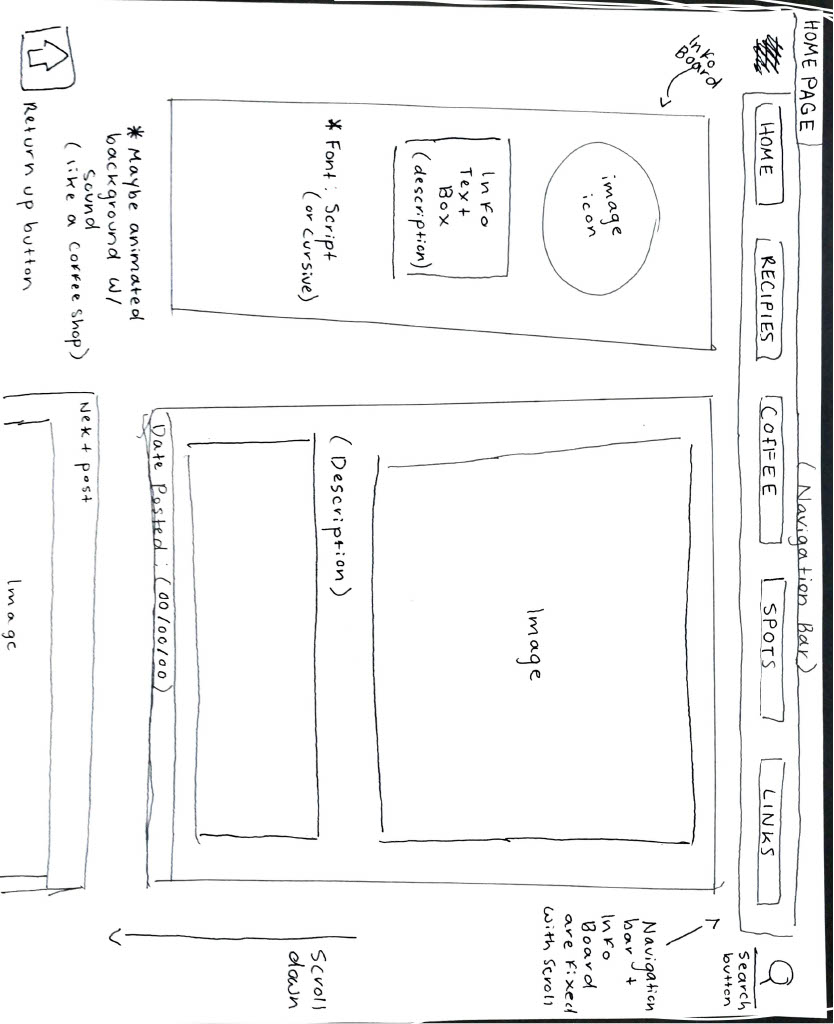 HOME PAGE
(Navigation Bar)
HOME
RECIPIES
COFFEE
SPOTS
LINKS
search
button
Info
Board
image
icon
Info
Text
Box
(description)
* Font: Script
(or cursive)
* Maybe animated
background w/
sound
(like a coffee shop)
Return up button
Image
(Description)
Date Posted: (00/00/00)
Next post
Image
Navigation
bar +
Info
Board
are fixed
with scroll
Scroll
down